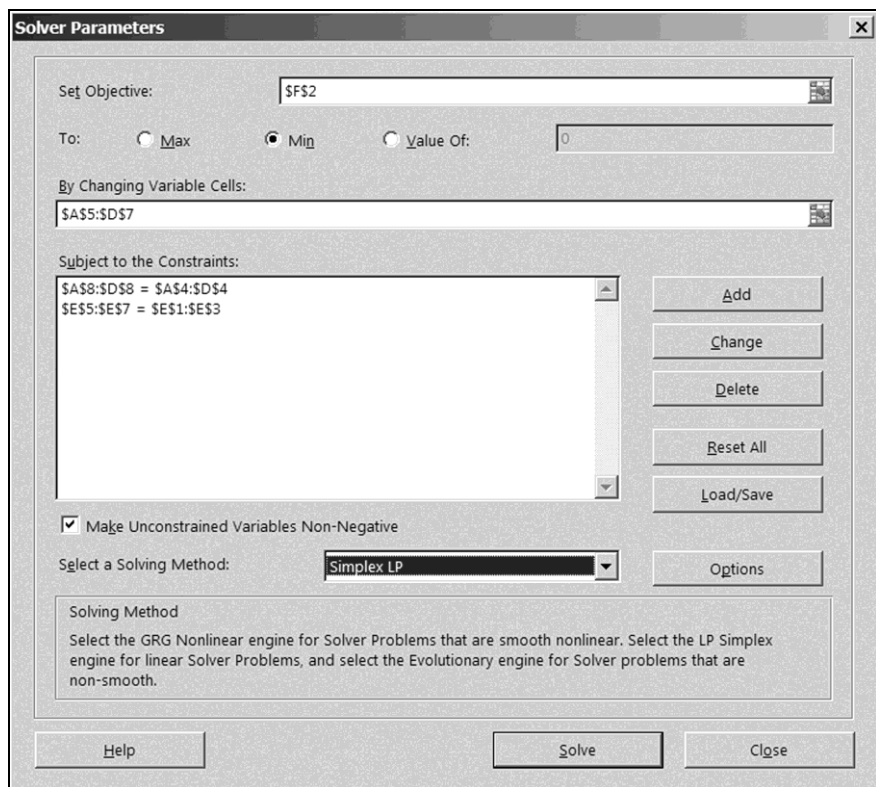 Solver Parameters
Set Objective: $F$2
To: Max Min Value Of: 0
By Changing Variable Cells:
$A$5:$D$7
Subject to the Constraints:
$A$8:$D$8 = $A$4:$D$4
$E$5:$E$7 = $E$1:$E$3
Add
Change
Delete
Reset All
Load/Save
Make Unconstrained Variables Non-Negative
Select a Solving Method: Simplex LP Options
Solving Method
Select the GRG Nonlinear engine for Solver Problems that are smooth nonlinear. Select the LP Simplex
engine for linear Solver Problems, and select the Evolutionary engine for Solver problems that are
non-smooth.
Help Solve Close